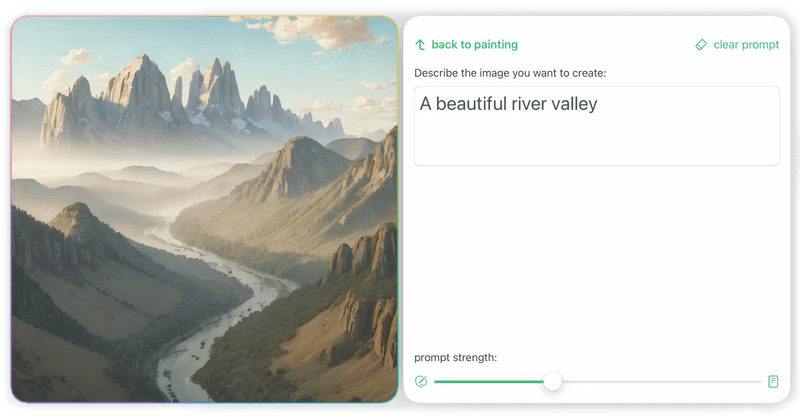 back to painting
clear prompt
Describe the image you want to create:
A beautiful river valley
prompt strength: